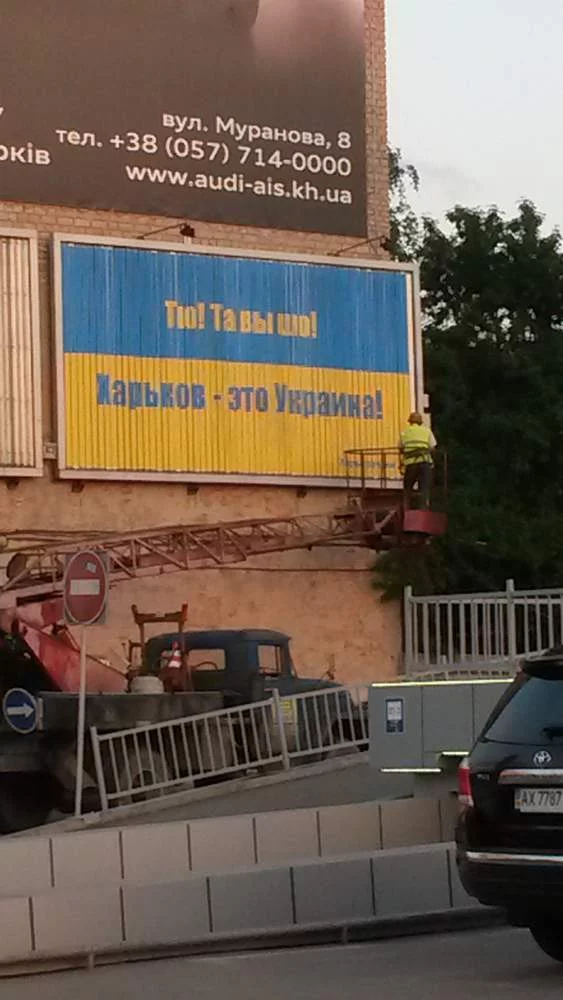 вул. Муранова, 8
тел. +38 (057) 714-0000
www.audi-ais.kh.ua
Тю! Та вы шо!
Харьков - это Украина!
AX 7787